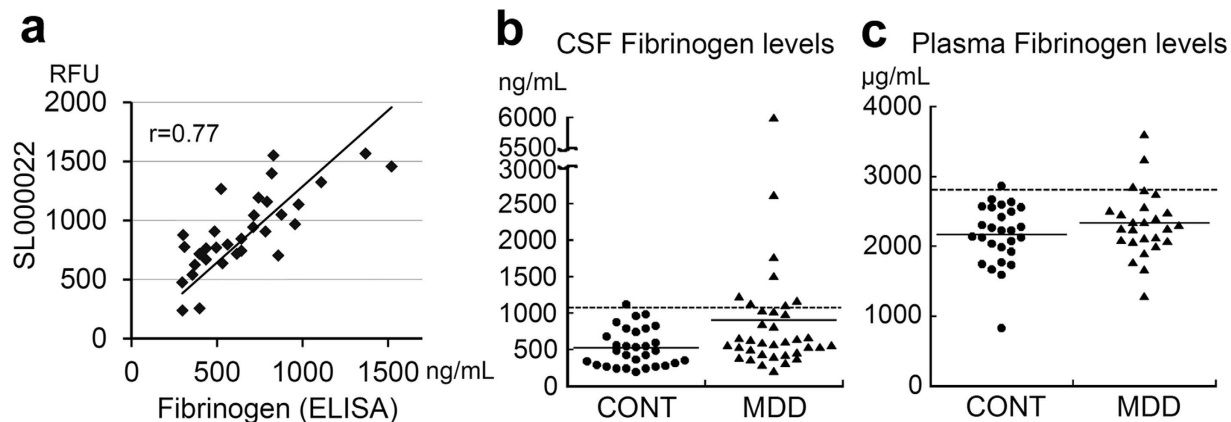 a
RFU
2000
1500
1000
500
0
SL000022
r=0.77
0 500 1000 1500 ng/mL
Fibrinogen (ELISA)
b CSF Fibrinogen levels
ng/mL
6000
5500
3000
2500
2000
1500
1000
500
0
CONT MDD
c Plasma Fibrinogen levels
µg/mL
4000
3000
2000
1000
0
CONT MDD